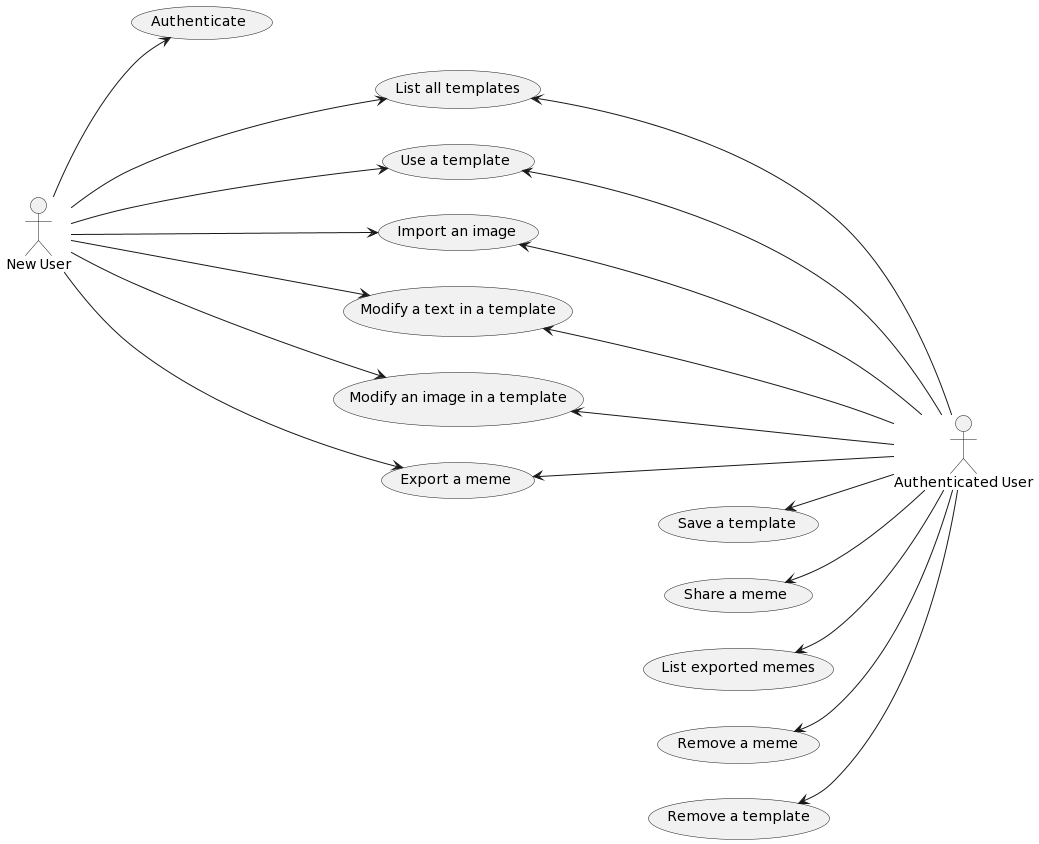 Authenticate
List all templates
Use a template
Import an image
New User
Modify a text in a template
Modify an image in a template
Export a meme
Authenticated User
Save a template
Share a meme
List exported memes
Remove a meme
Remove a template